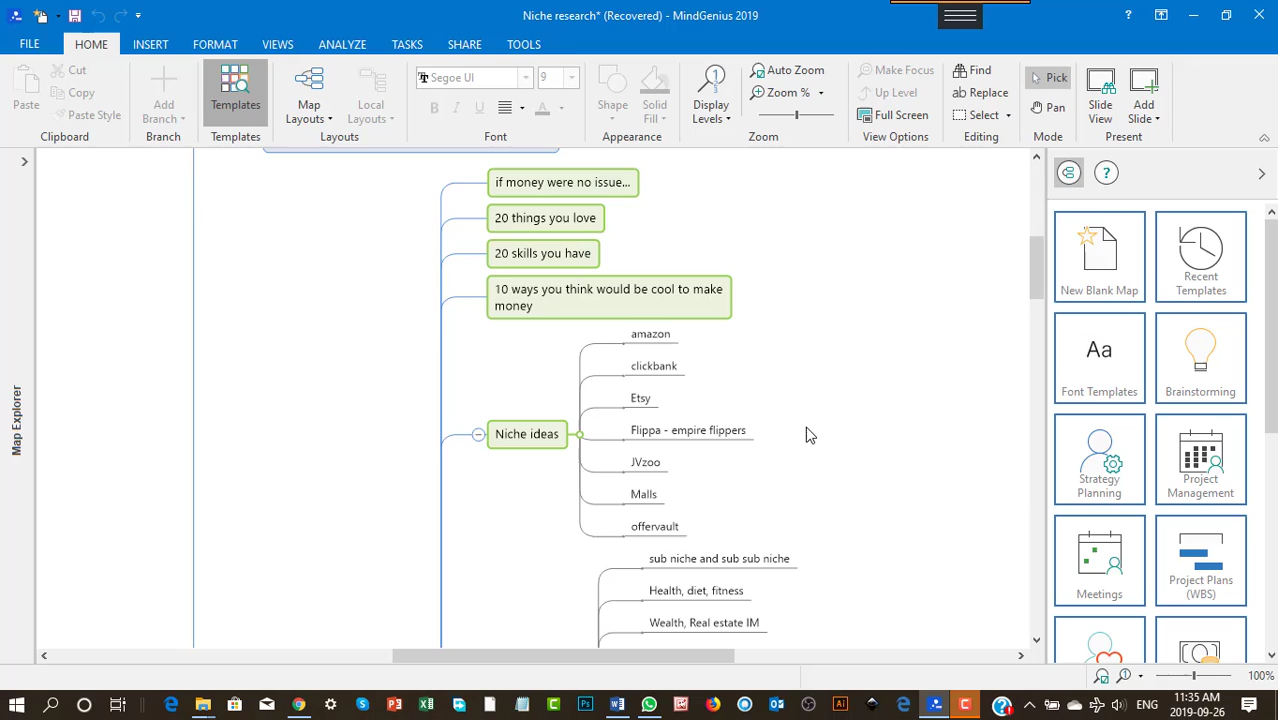 Niche research* (Recovered) - MindGenius 2019
FILE HOME INSERT FORMAT VIEWS ANALYZE TASKS SHARE TOOLS
Cut
Copy
Paste Style
Paste
Clipboard
Add Branch
Branch
Templates
Templates
Map Layouts
Local Layouts
Layouts
Segoe UI 9
B I U A
Font
Shape
Solid Fill
Appearance
Display Levels
Auto Zoom
Zoom %
Zoom
Make Focus
Up Level
Full Screen
View Options
Find
Replace
Select
Editing
Pick
Pan
Mode
Slide View
Add Slide
Present
Map Explorer
if money were no issue...
20 things you love
20 skills you have
10 ways you think would be cool to make
money
Niche ideas
amazon
clickbank
Etsy
Flippa - empire flippers
JVzoo
Malls
offervault
sub niche and sub sub niche
Health, diet, fitness
Wealth, Real estate IM
New Blank Map
Recent
Templates
Aa
Font Templates
Brainstorming
Strategy
Planning
Project
Management
Meetings
Project Plans
(WBS)
100%
ENG
11:35 AM
2019-09-26